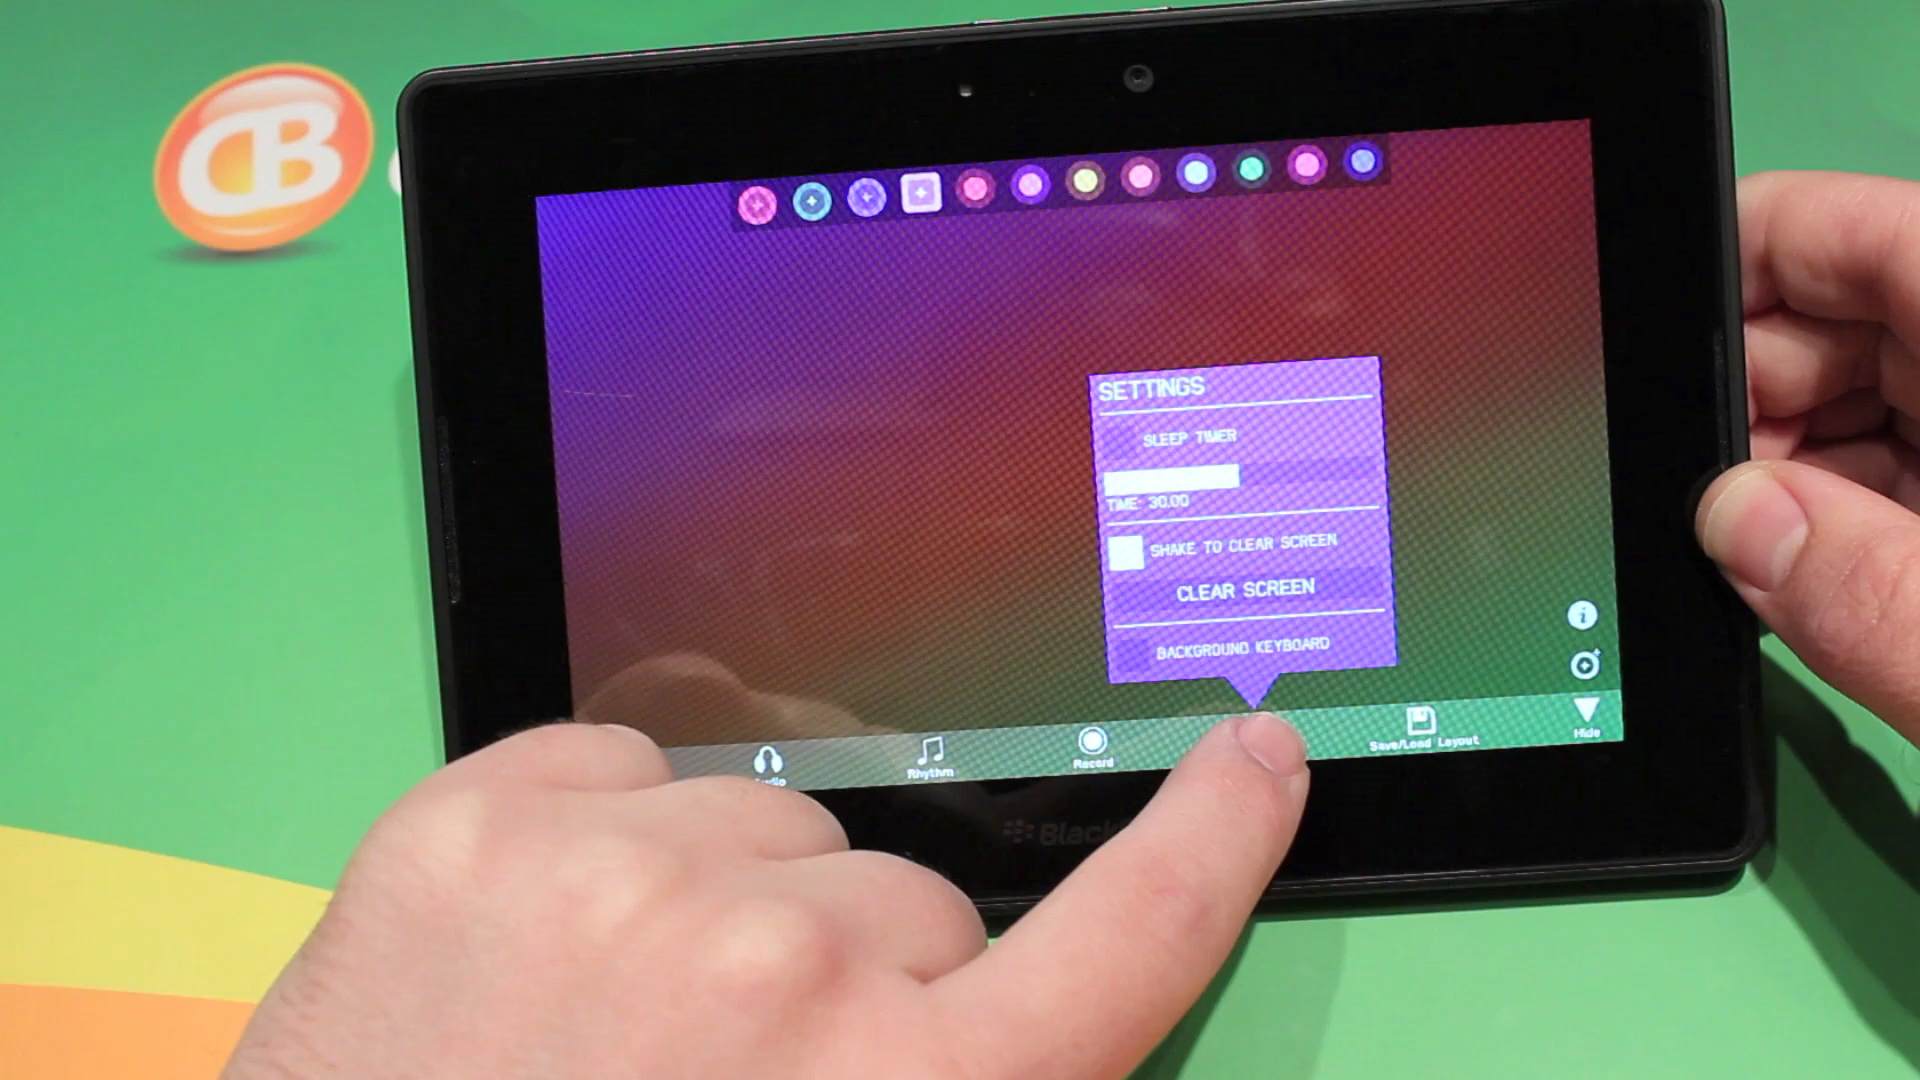 CB
SETTINGS
SLEEP TIMER
TIME: 30.00
SHAKE TO CLEAR SCREEN
CLEAR SCREEN
BACKGROUND KEYBOARD
Rhythm
Record
Save/Load Layout
Hide